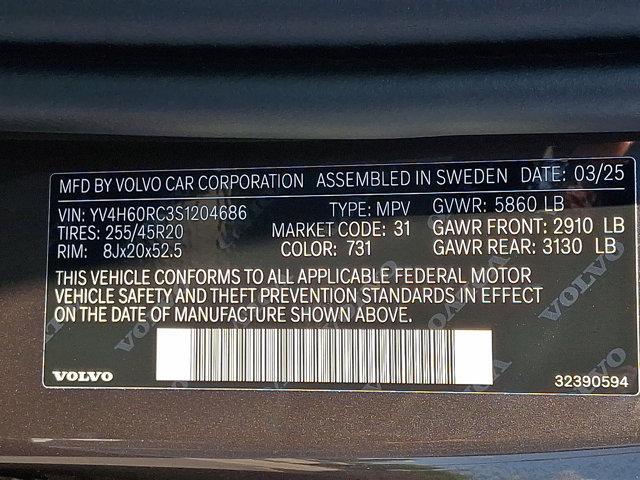 MFD BY VOLVO CAR CORPORATION ASSEMBLED IN SWEDEN DATE: 03/25
VIN: YV4H60RC3S1204686 TYPE: MPV GVWR: 5860 LB
TIRES: 255/45R20 MARKET CODE: 31 GAWR FRONT: 2910 LB
RIM: 8Jx20x52.5 COLOR: 731 GAWR REAR: 3130 LB
THIS VEHICLE CONFORMS TO ALL APPLICABLE FEDERAL MOTOR
VEHICLE SAFETY AND THEFT PREVENTION STANDARDS IN EFFECT
ON THE DATE OF MANUFACTURE SHOWN ABOVE.
VOLVO 32390594